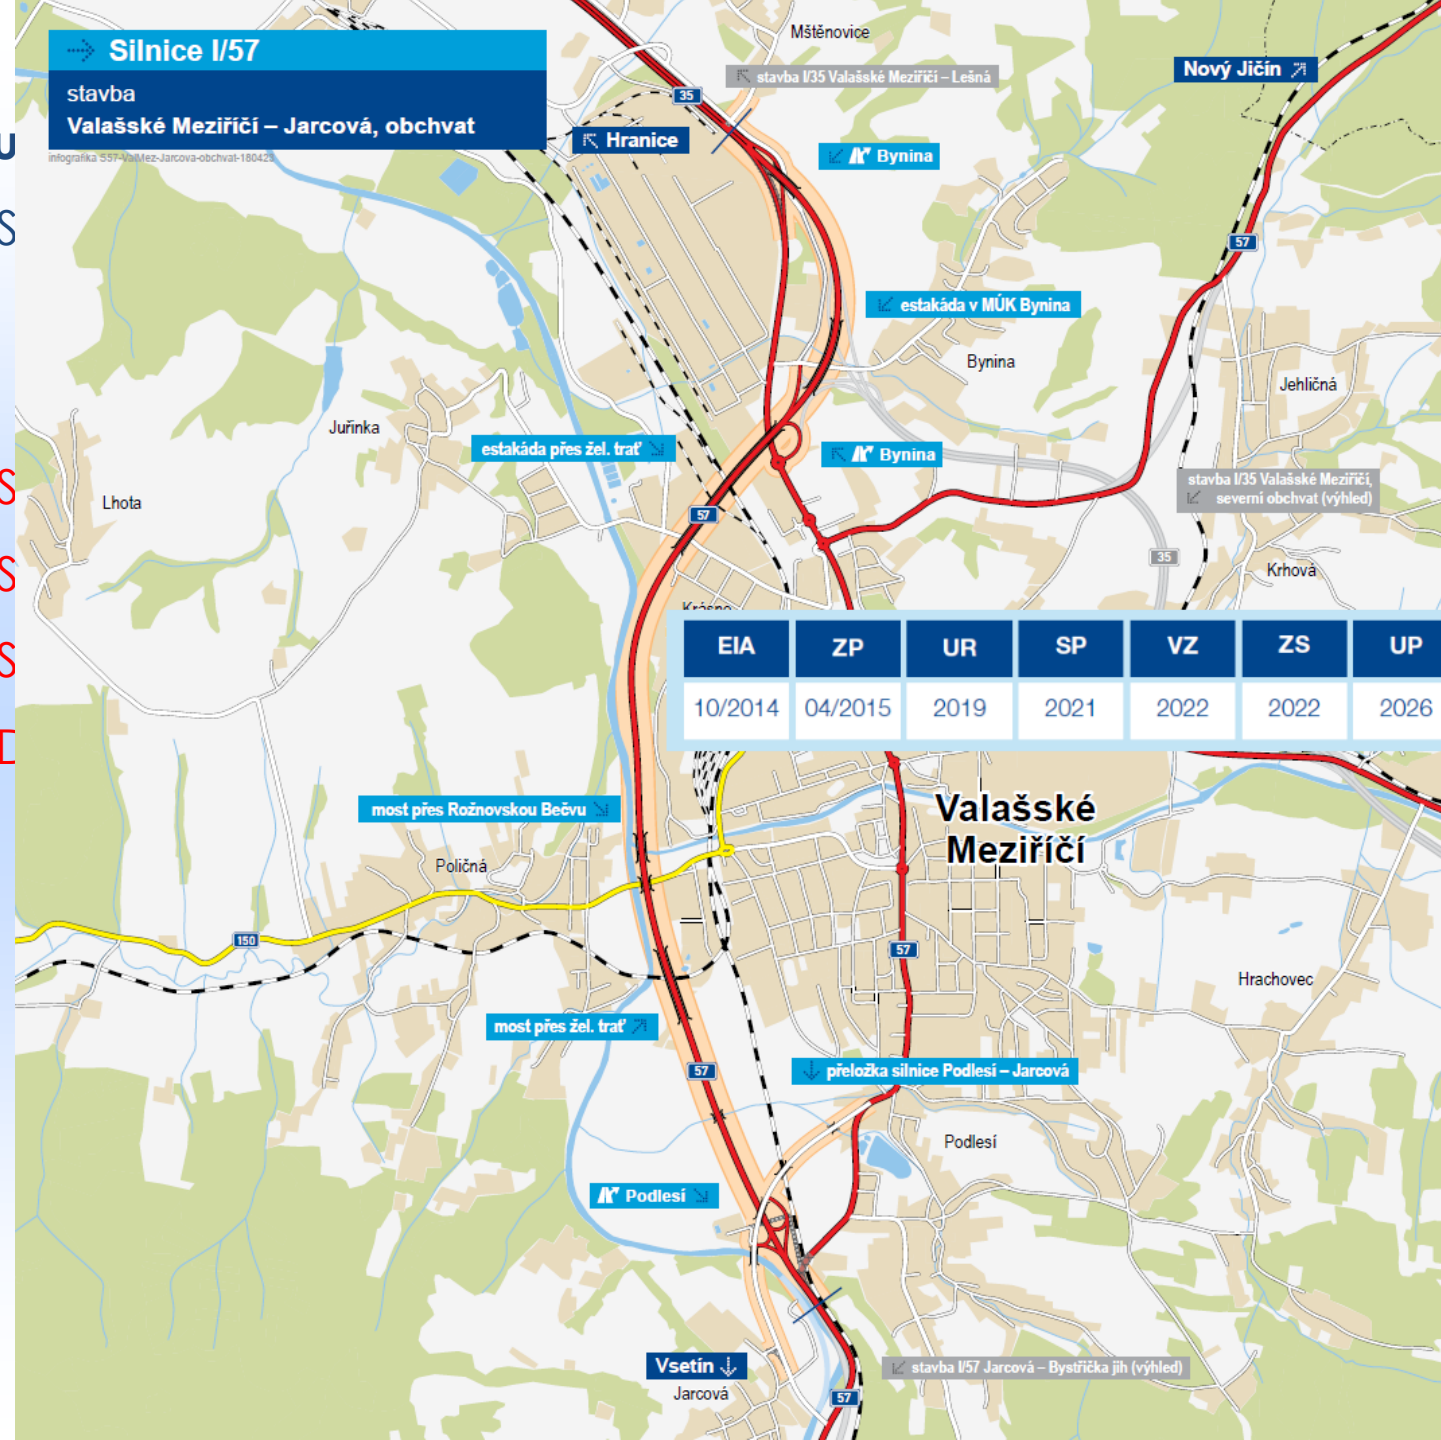 Silnice I/57
stavba
Valašské Meziříčí – Jarcová, obchvat
infografika S57-ValMez-Jarcova-obchvat-180423
u
S
S
S
S
D
Mštěnovice
stavba I/35 Valašské Meziříčí – Lešná
Nový Jičín
35
Hranice
Bynina
57
estakáda v MÚK Bynina
Bynina
Jehličná
Juřinka
estakáda přes žel. trať
Bynina
stavba I/35 Valašské Meziříčí,
severní obchvat (výhled)
Lhota
57
35
Krhová
Krásno
EIA ZP UR SP VZ ZS UP
10/2014 04/2015 2019 2021 2022 2022 2026
most přes Rožnovskou Bečvu
Valašské
Meziříčí
Poličná
150
57
Hrachovec
most přes žel. trať
57
přeložka silnice Podlesí – Jarcová
Podlesí
Podlesí
Vsetín
stavba I/57 Jarcová – Bystřička jih (výhled)
Jarcová
57